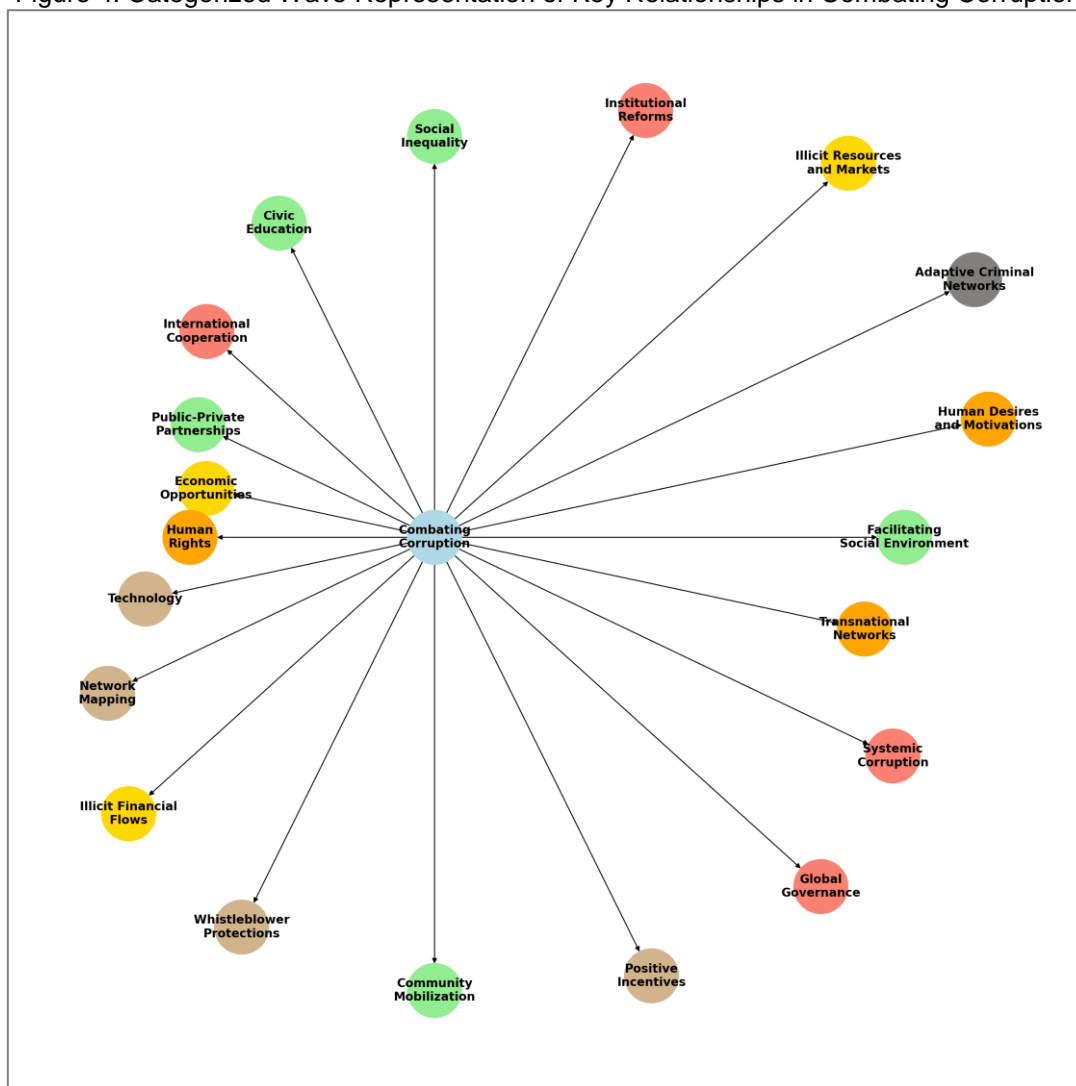 Figure 4. Categorized Wave Representation of Key Relationships in Combating Corruption
Institutional
Reforms
Social
Inequality
Illicit Resources
and Markets
Civic
Education
Adaptive Criminal
Networks
International
Cooperation
Public-Private
Partnerships
Human Desires
and Motivations
Economic
Opportunities
Human
Rights
Combating
Corruption
Facilitating
Social Environment
Technology
Transnational
Networks
Network
Mapping
Systemic
Corruption
Illicit Financial
Flows
Global
Governance
Whistleblower
Protections
Positive
Incentives
Community
Mobilization